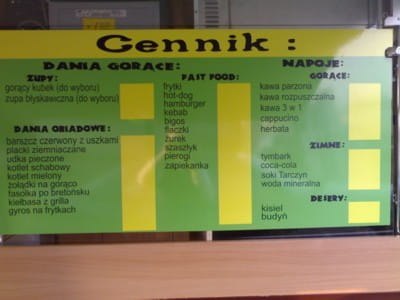 Cennik :
DANIA GORĄCE:
ZUPY:
gorący kubek (do wyboru)
zupa błyskawiczna (do wyboru)
DANIA OBIADOWE:
barszcz czerwony z uszkami
placki ziemniaczane
udka pieczone
kotlet schabowy
kotlet mielony
żołądki na gorąco
fasolka po bretońsku
kiełbasa z grilla
gyros na frytkach
FAST FOOD:
frytki
hot-dog
hamburger
kebab
bigos
flaczki
żurek
szaszłyk
pierogi
zapiekanka
NAPOJE:
GORĄCE:
kawa parzona
kawa rozpuszczalna
kawa 3 w 1
cappucino
herbata
ZIMNE:
tymbark
coca-cola
soki Tarczyn
woda mineralna
DESERY:
kisiel
budyń